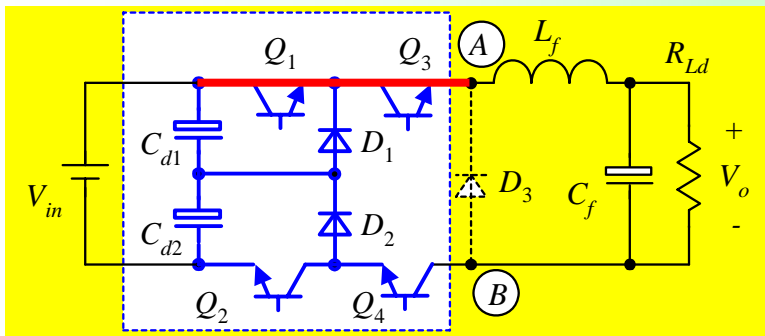 Q1 Q3 A Lf RLd
Cd1 D1 +
Vin D3 Cf Vo
Cd2 D2 -
Q2 Q4 B